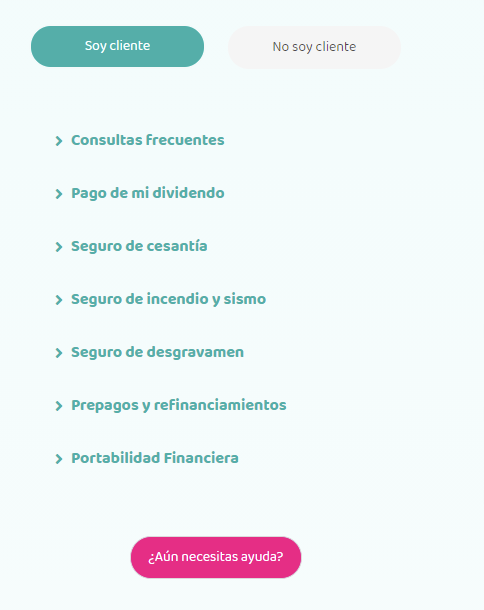 Soy cliente
No soy cliente
Consultas frecuentes
Pago de mi dividendo
Seguro de cesantía
Seguro de incendio y sismo
Seguro de desgravamen
Prepagos y refinanciamientos
Portabilidad Financiera
¿Aún necesitas ayuda?